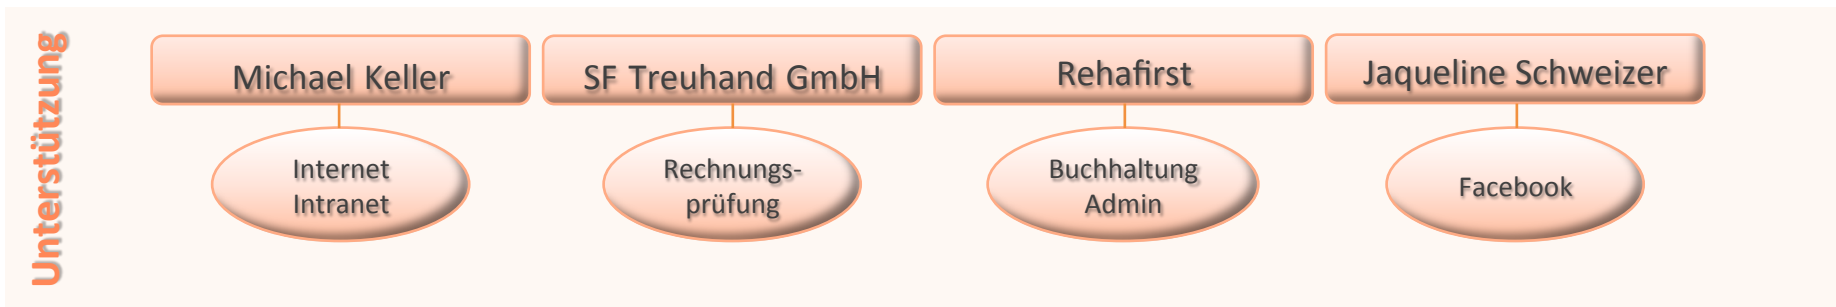 Unterstützung
Michael Keller
SF Treuhand GmbH
Rehafirst
Jaqueline Schweizer
Internet
Intranet
Rechnungs-
prüfung
Buchhaltung
Admin
Facebook